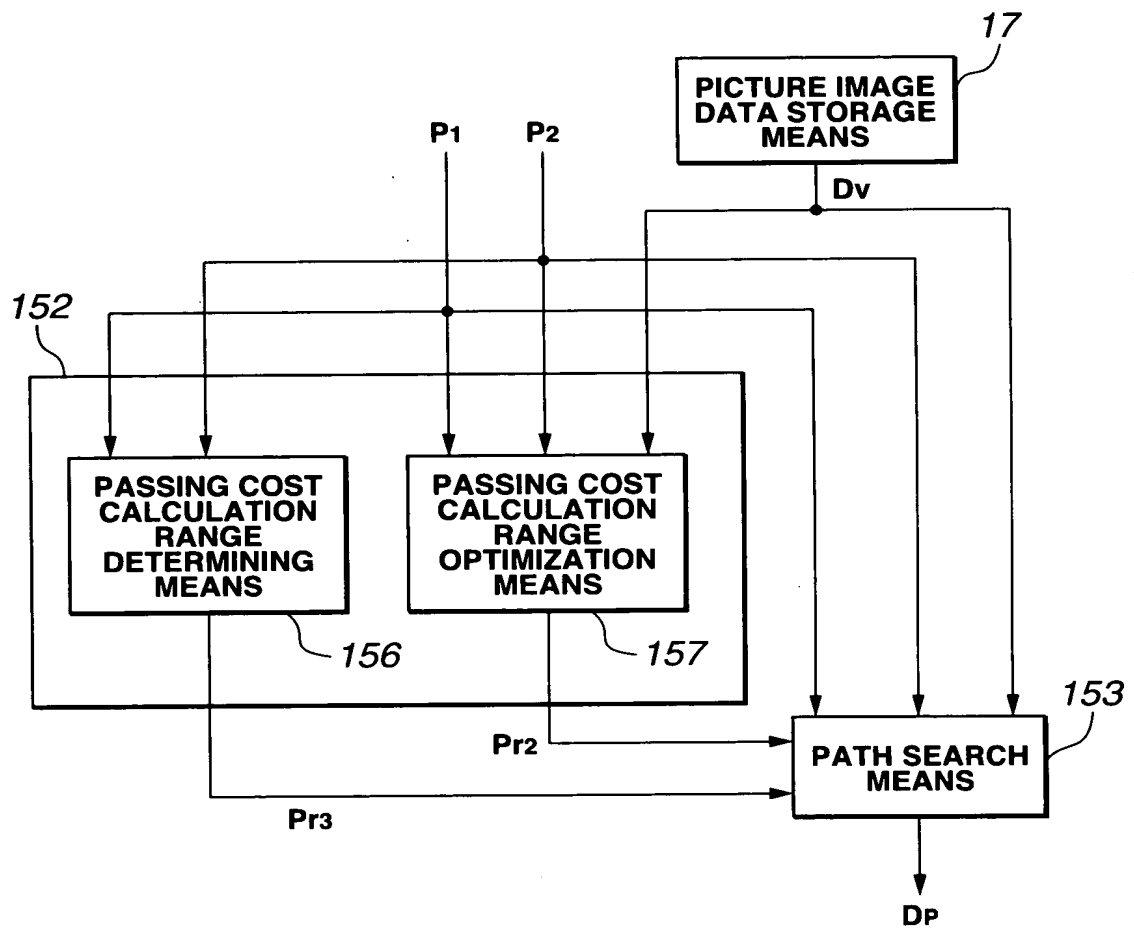 17
PICTURE IMAGE
DATA STORAGE
MEANS
P1
P2
Dv
152
PASSING COST
CALCULATION
RANGE
DETERMINING
MEANS
PASSING COST
CALCULATION
RANGE
OPTIMIZATION
MEANS
156
157
153
Pr2
PATH SEARCH
MEANS
Pr3
DP